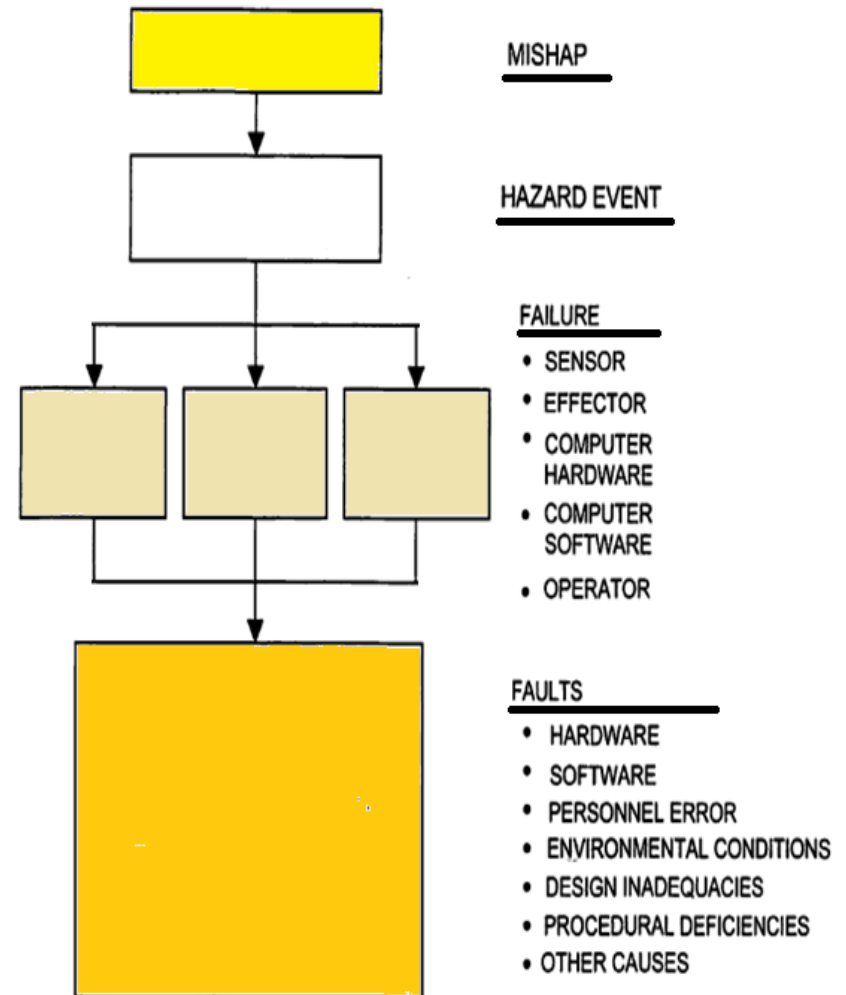 MISHAP
HAZARD EVENT
FAILURE
• SENSOR
• EFFECTOR
• COMPUTER
HARDWARE
• COMPUTER
SOFTWARE
• OPERATOR
FAULTS
• HARDWARE
• SOFTWARE
• PERSONNEL ERROR
• ENVIRONMENTAL CONDITIONS
• DESIGN INADEQUACIES
• PROCEDURAL DEFICIENCIES
• OTHER CAUSES